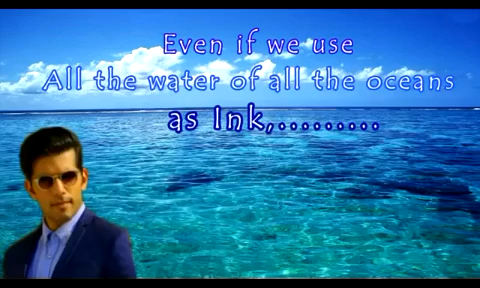 Even if we use
All the water of all the oceans
as Ink,.........